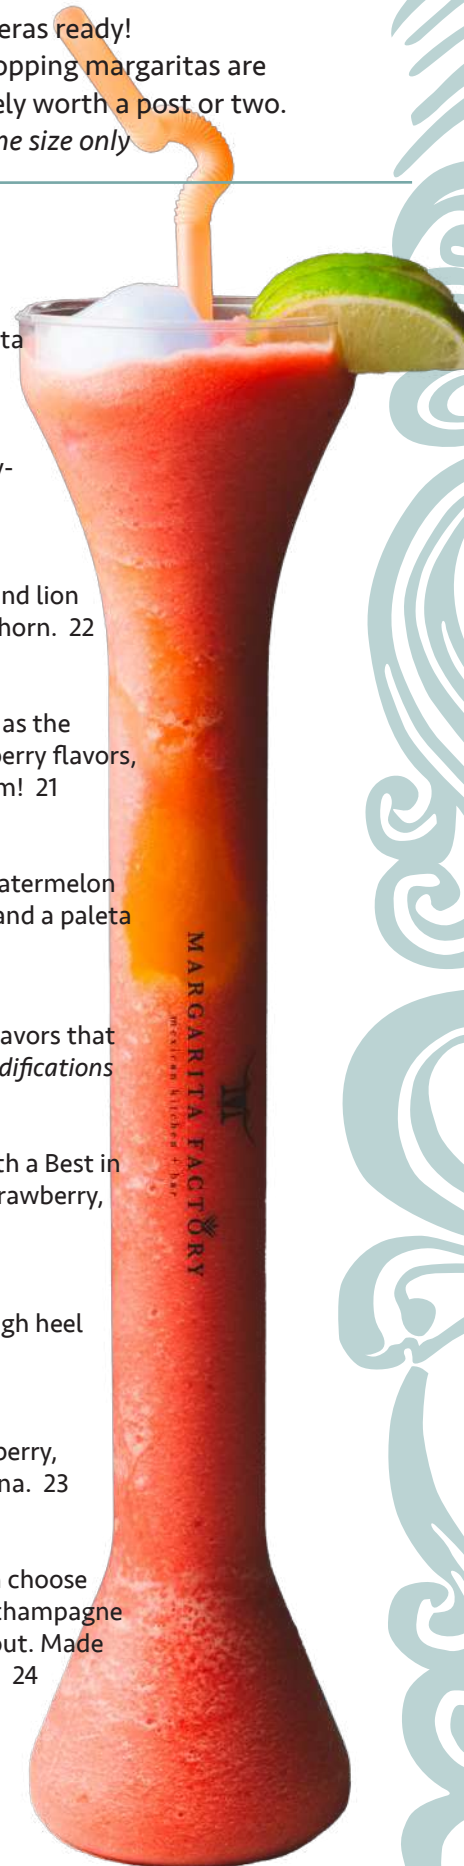 eras ready!
opping margaritas are
ely worth a post or two.
ne size only
ta
y-
nd lion
horn. 22
as the
berry flavors,
m! 21
atermelon
and a paleta
avors that
difications
th a Best in
rawberry,
gh heel
berry,
na. 23
choose
champagne
out. Made
24
MARGARITA FACTORY
mexican kitchen + bar
M